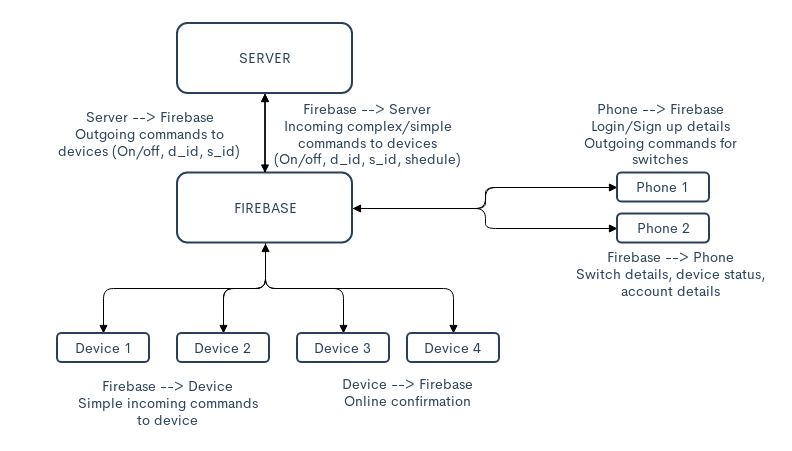 SERVER
Server --> Firebase
Outgoing commands to
devices (On/off, d_id, s_id)
Firebase --> Server
Incoming complex/simple
commands to devices
(On/off, d_id, s_id, shedule)
Phone --> Firebase
Login/Sign up details
Outgoing commands for
switches
FIREBASE
Phone 1
Phone 2
Firebase --> Phone
Switch details, device status,
account details
Device 1
Device 2
Device 3
Device 4
Firebase --> Device
Simple incoming commands
to device
Device --> Firebase
Online confirmation